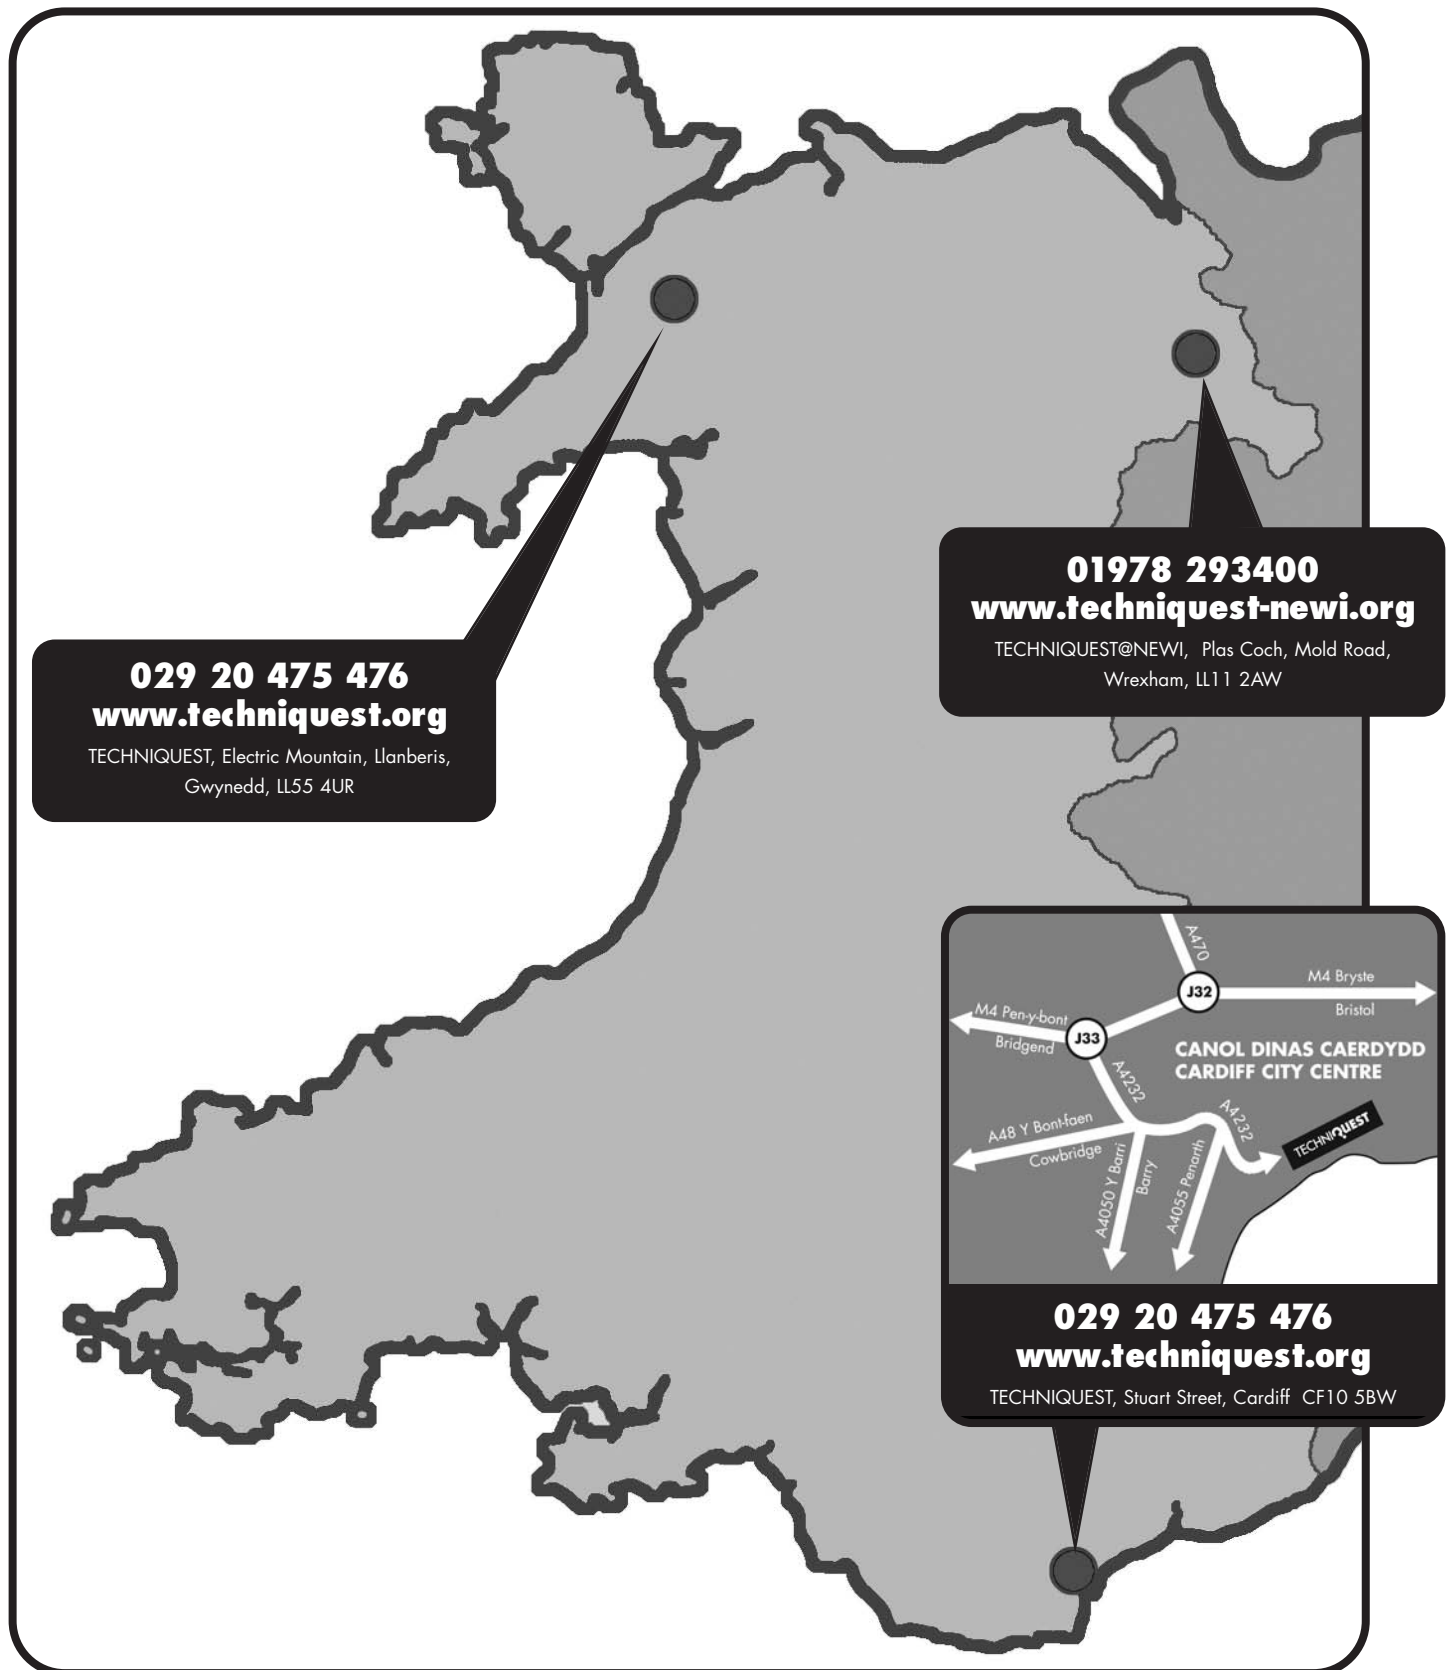 01978 293400
www.techniquest-newi.org
TECHNIQUEST@NEWI, Plas Coch, Mold Road,
Wrexham, LL11 2AW
029 20 475 476
www.techniquest.org
TECHNIQUEST, Electric Mountain, Llanberis,
Gwynedd, LL55 4UR
A470
J32
M4 Bryste
Bristol
M4 Pen-y-bont
Bridgend
J33
CANOL DINAS CAERDYDD
CARDIFF CITY CENTRE
A4232
A4232
A48 Y Bont-faen
Cowbridge
A4050 Y Barri
Barry
A4055 Penarth
TECHNIQUEST
029 20 475 476
www.techniquest.org
TECHNIQUEST, Stuart Street, Cardiff CF10 5BW